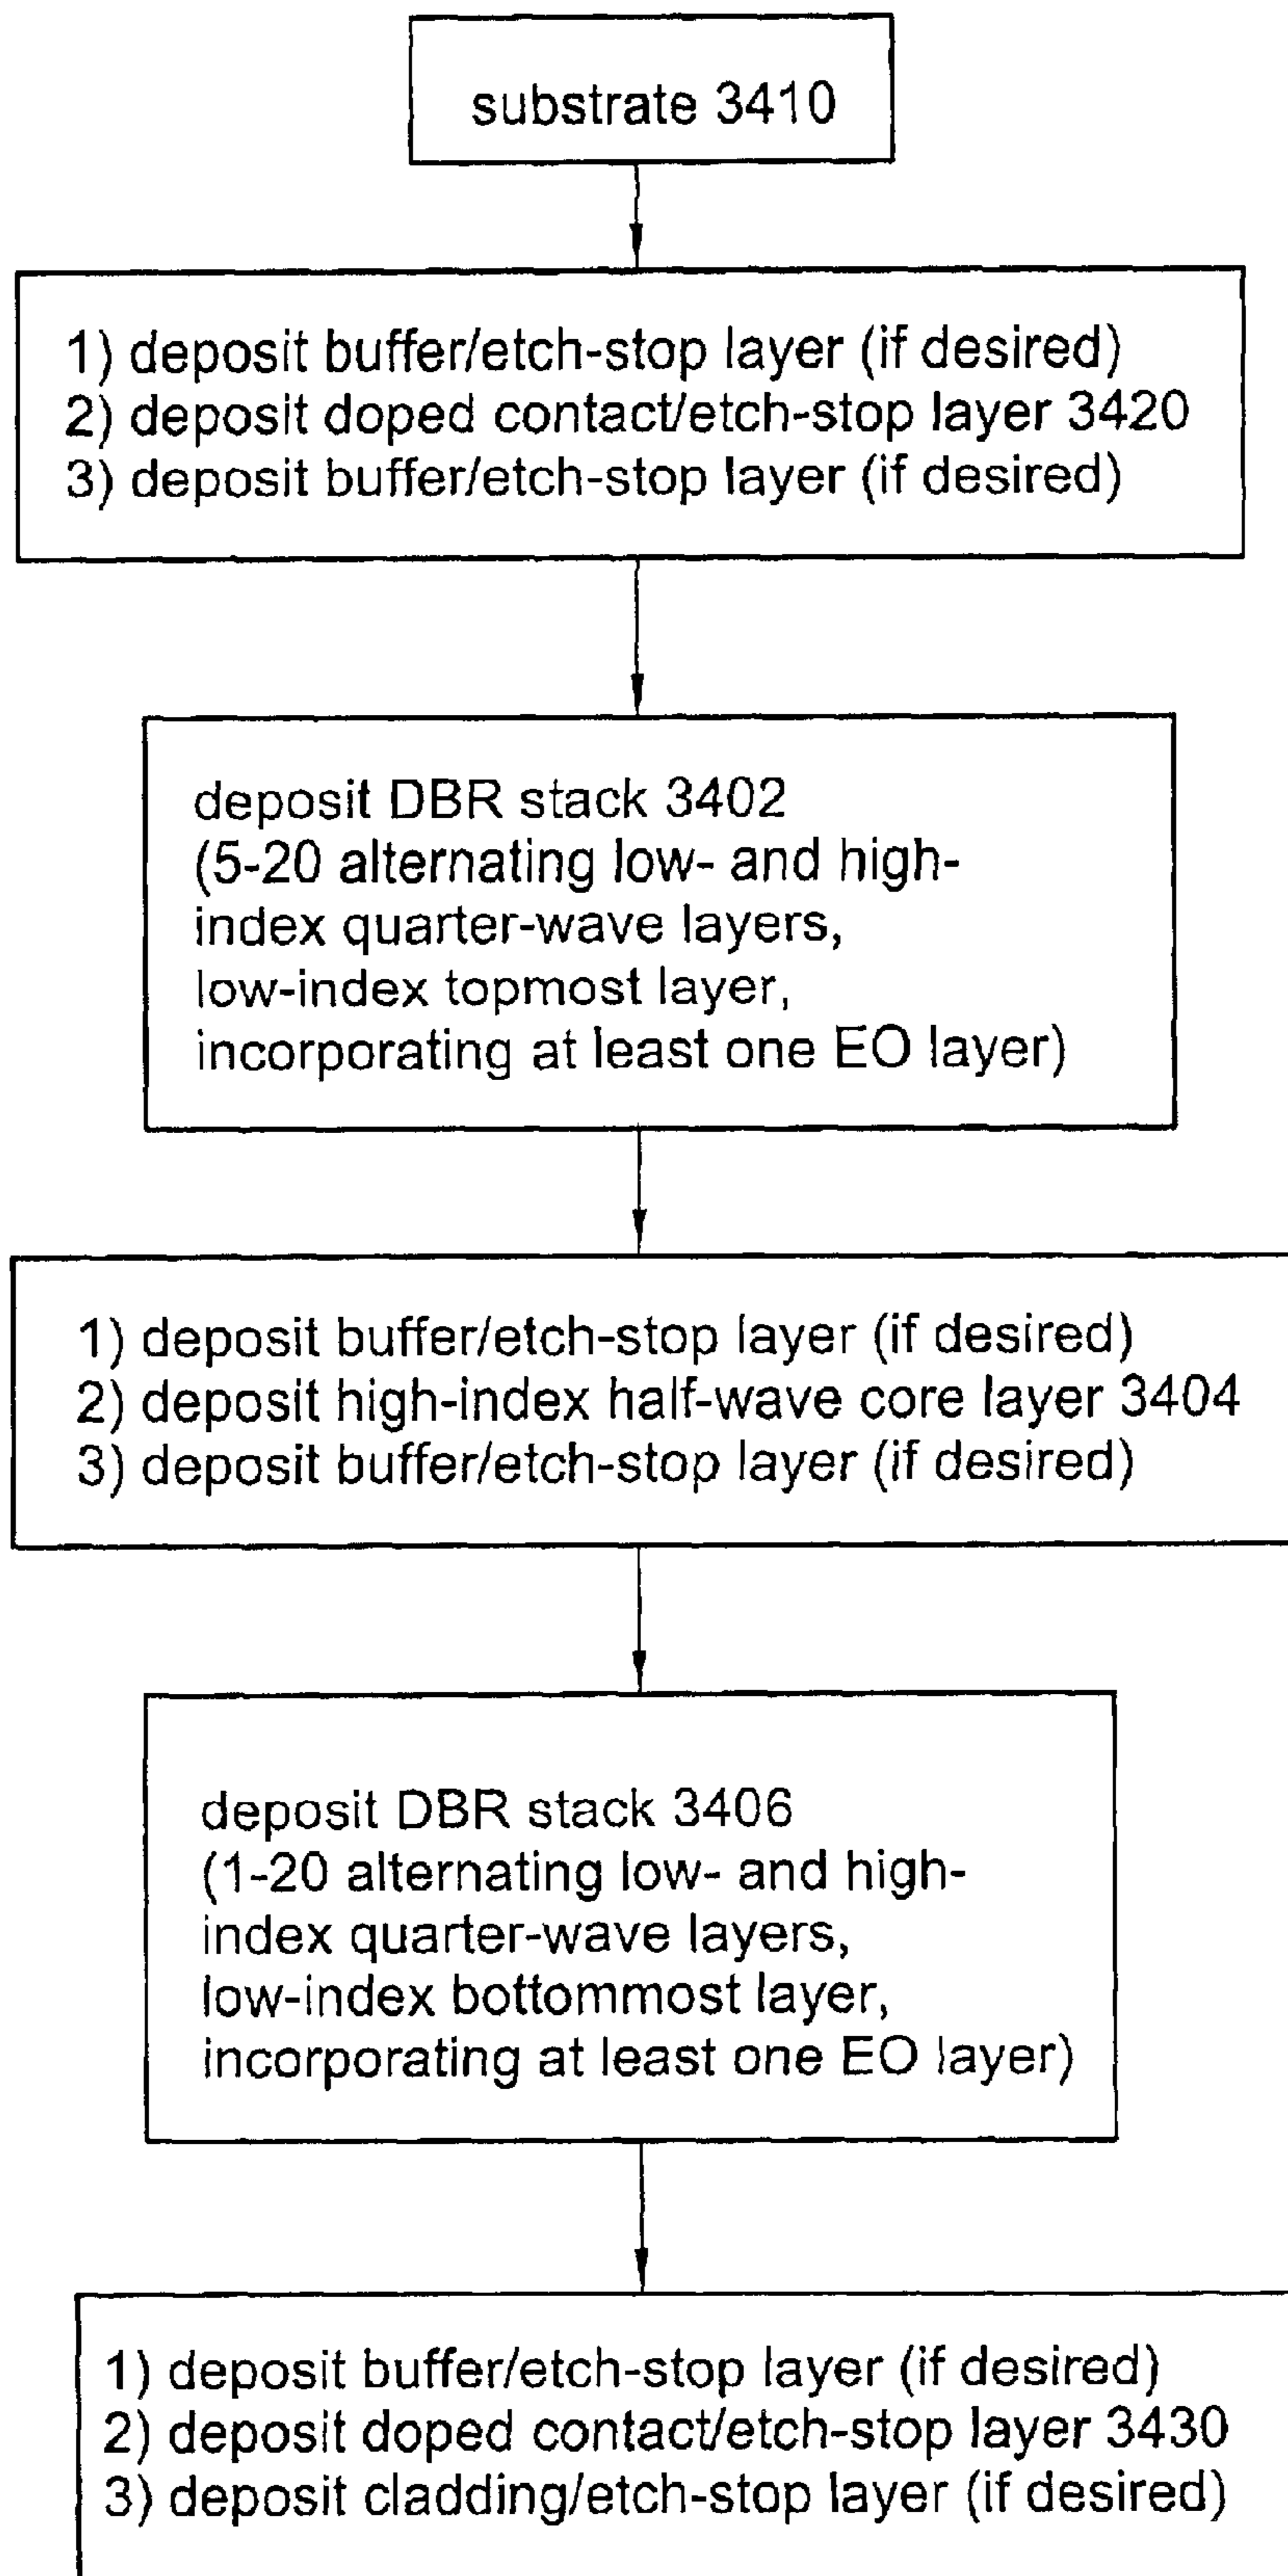 substrate 3410
1) deposit buffer/etch-stop layer (if desired)
2) deposit doped contact/etch-stop layer 3420
3) deposit buffer/etch-stop layer (if desired)
deposit DBR stack 3402
(5-20 alternating low- and high-
index quarter-wave layers,
low-index topmost layer,
incorporating at least one EO layer)
1) deposit buffer/etch-stop layer (if desired)
2) deposit high-index half-wave core layer 3404
3) deposit buffer/etch-stop layer (if desired)
deposit DBR stack 3406
(1-20 alternating low- and high-
index quarter-wave layers,
low-index bottommost layer,
incorporating at least one EO layer)
1) deposit buffer/etch-stop layer (if desired)
2) deposit doped contact/etch-stop layer 3430
3) deposit cladding/etch-stop layer (if desired)